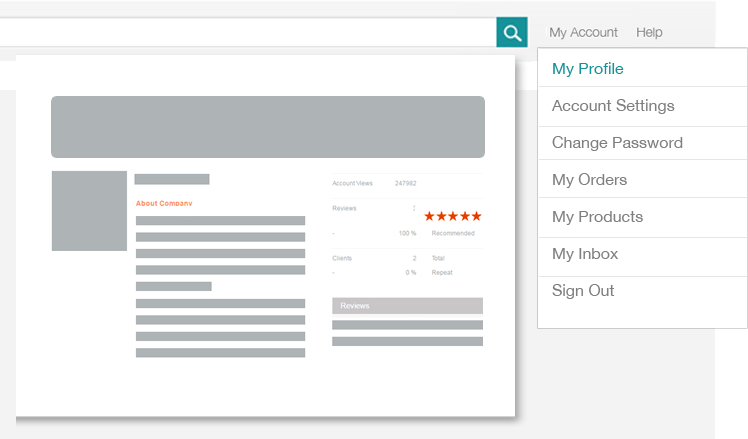 My Account Help
My Profile
Account Settings
Change Password
My Orders
My Products
My Inbox
Sign Out
About Company
Account Views 247982
Reviews
- 100 % Recommended
Clients 2 Total
- 0 % Repeat
Reviews